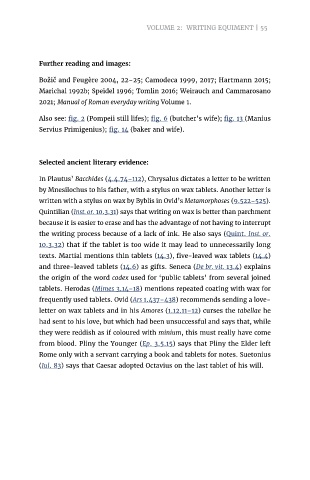 VOLUME 2: WRITING EQUIMENT | 55
Further reading and images:
Božič and Feugère 2004, 22–25; Camodeca 1999, 2017; Hartmann 2015;
Marichal 1992b; Speidel 1996; Tomlin 2016; Weirauch and Cammarosano
2021; Manual of Roman everyday writing Volume 1.
Also see: fig. 2 (Pompeii still lifes); fig. 6 (butcher's wife); fig. 13 (Manius
Servius Primigenius); fig. 14 (baker and wife).
Selected ancient literary evidence:
In Plautus' Bacchides (4.4.74–112), Chrysalus dictates a letter to be written
by Mnesilochus to his father, with a stylus on wax tablets. Another letter is
written with a stylus on wax by Byblis in Ovid's Metamorphoses (9.522–525).
Quintilian (Inst. or. 10.3.31) says that writing on wax is better than parchment
because it is easier to erase and has the advantage of not having to interrupt
the writing process because of a lack of ink. He also says (Quint. Inst. or.
10.3.32) that if the tablet is too wide it may lead to unnecessarily long
texts. Martial mentions thin tablets (14.3), five-leaved wax tablets (14.4)
and three-leaved tablets (14.6) as gifts. Seneca (De br. vit. 13.4) explains
the origin of the word codex used for 'public tablets' from several joined
tablets. Herodas (Mimes 3.14–18) mentions repeated coating with wax for
frequently used tablets. Ovid (Ars 1.437–438) recommends sending a love-
letter on wax tablets and in his Amores (1.12.11–12) curses the tabellae he
had sent to his love, but which had been unsuccessful and says that, while
they were reddish as if coloured with minium, this must really have come
from blood. Pliny the Younger (Ep. 3.5.15) says that Pliny the Elder left
Rome only with a servant carrying a book and tablets for notes. Suetonius
(Iul. 83) says that Caesar adopted Octavius on the last tablet of his will.